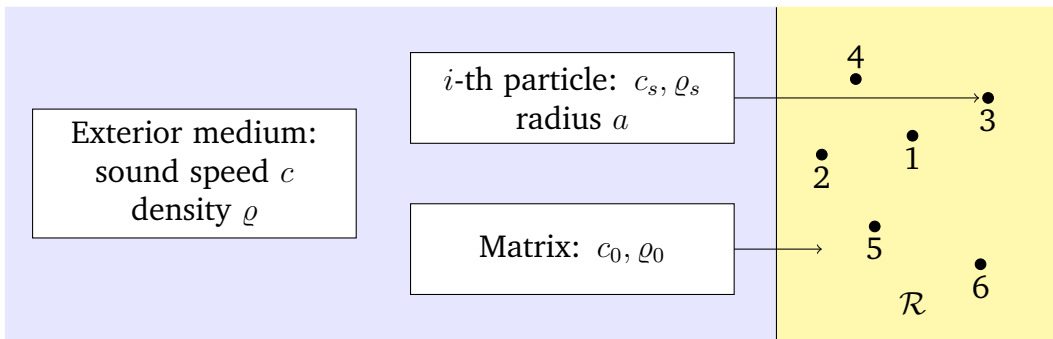 Exterior medium:
sound speed c
density ϱ
i-th particle: c_s, ϱ_s
radius a
Matrix: c_0, ϱ_0
4
3
1
2
5
6
ℛ